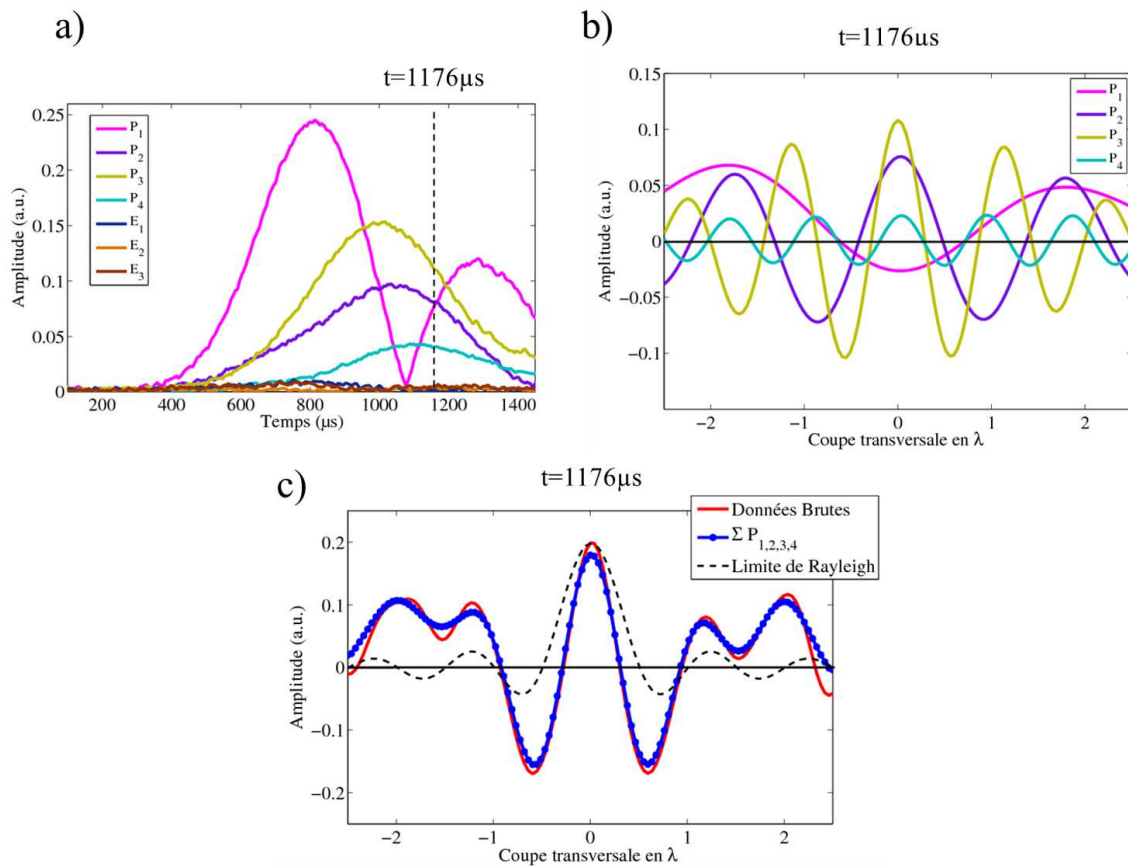 a)
t=1176µs
Amplitude (a.u.)
0.25
0.2
0.15
0.1
0.05
0
P1
P2
P3
P4
E1
E2
E3
200 400 600 800 1000 1200 1400
Temps (µs)
b)
t=1176µs
Amplitude (a.u.)
0.15
0.1
0.05
0
−0.05
−0.1
P1
P2
P3
P4
−2 −1 0 1 2
Coupe transversale en λ
c)
t=1176µs
Amplitude (a.u.)
0.2
0.1
0
−0.1
−0.2
Données Brutes
Σ P1,2,3,4
Limite de Rayleigh
−2 −1 0 1 2
Coupe transversale en λ